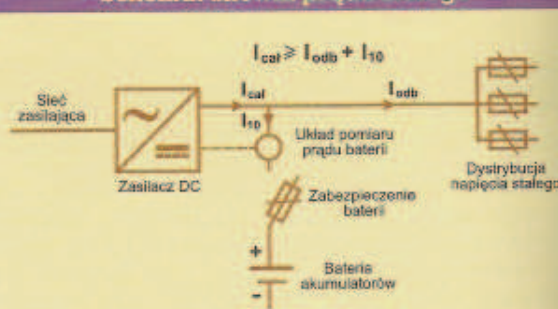 I_cał ≥ I_odb + I_10
Sieć
zasilająca
I_cał
I_odb
I_10
Układ pomiaru
prądu baterii
Zasilacz DC
Dystrybucja
napięcia stałego
Zabezpieczenie
baterii
+
Bateria
akumulatorów
-